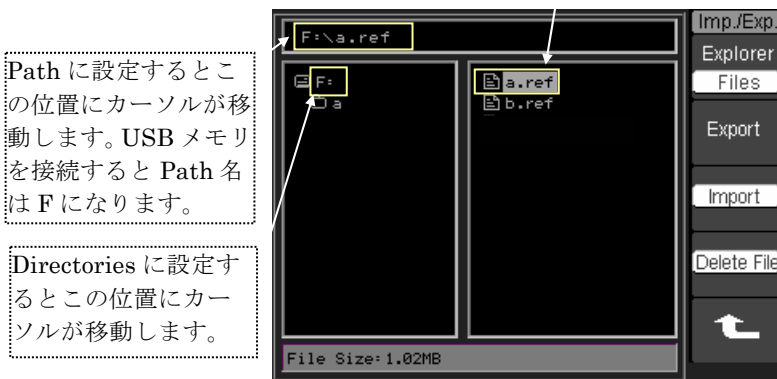 Path に設定するとこ
の位置にカーソルが移
動します。USB メモリ
を接続すると Path 名
は F になります。
Directories に設定す
るとこの位置にカー
ソルが移動します。
F:\a.ref
F:
a
a.ref
b.ref
File Size:1.02MB
Imp./Exp.
Explorer
Files
Export
Import
Delete File